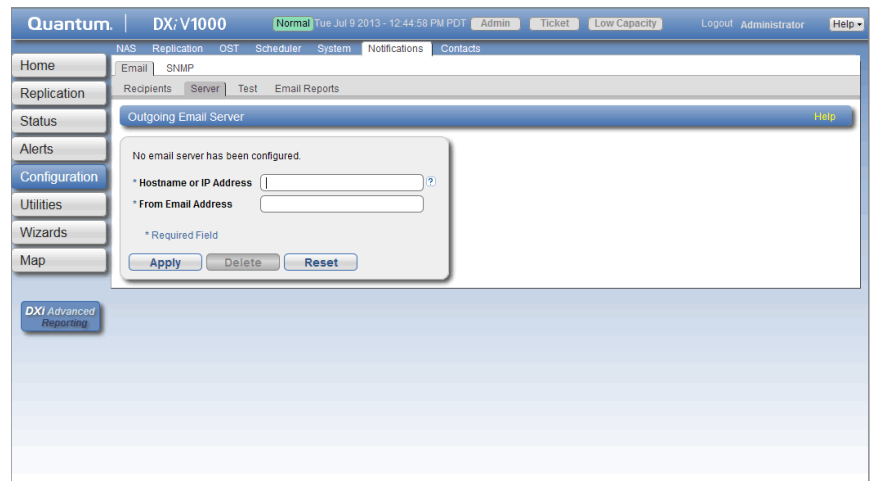 Quantum. DXi V1000 Normal Tue Jul 9 2013 - 12:44:58 PM PDT Admin Ticket Low Capacity Logout Administrator Help
NAS Replication OST Scheduler System Notifications Contacts
Home
Email SNMP
Replication
Recipients Server Test Email Reports
Status
Outgoing Email Server Help
Alerts
No email server has been configured.
Configuration
* Hostname or IP Address ?
Utilities
* From Email Address
Wizards
* Required Field
Map
Apply Delete Reset
DXi Advanced
Reporting